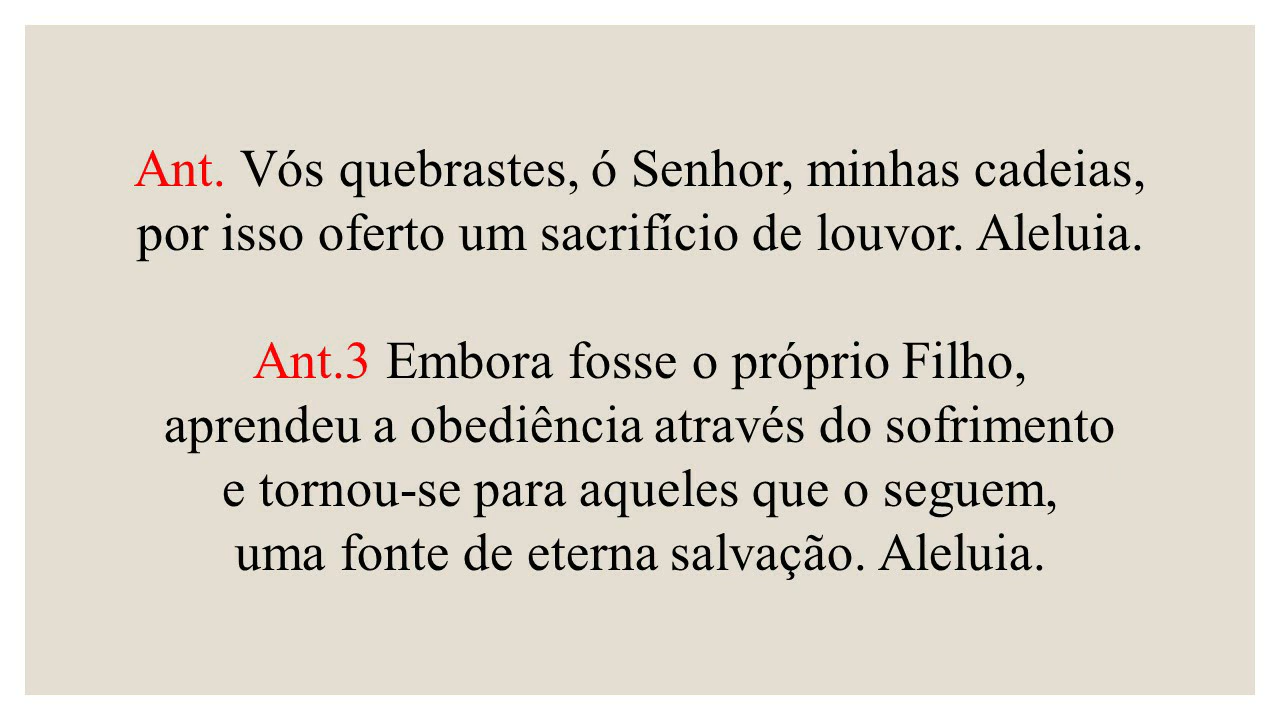 Ant. Vós quebrastes, ó Senhor, minhas cadeias,
por isso oferto um sacrifício de louvor. Aleluia.
Ant.3 Embora fosse o próprio Filho,
aprendeu a obediência através do sofrimento
e tornou-se para aqueles que o seguem,
uma fonte de eterna salvação. Aleluia.